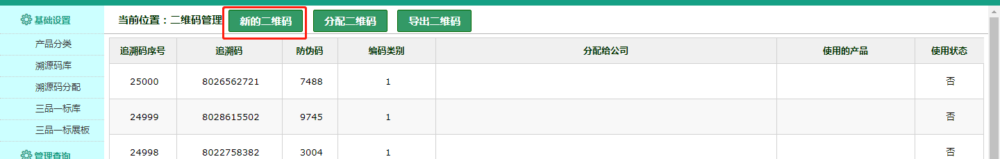 基础设置
产品分类
溯源码库
溯源码分配
三品一标库
三品一标展板
管理查询
当前位置：二维码管理 新的二维码 分配二维码 导出二维码
追溯码序号 追溯码 防伪码 编码类别 分配给公司 使用的产品 使用状态
25000 8026562721 7488 1 否
24999 8028615502 9745 1 否
24998 8022758382 3004 1 否